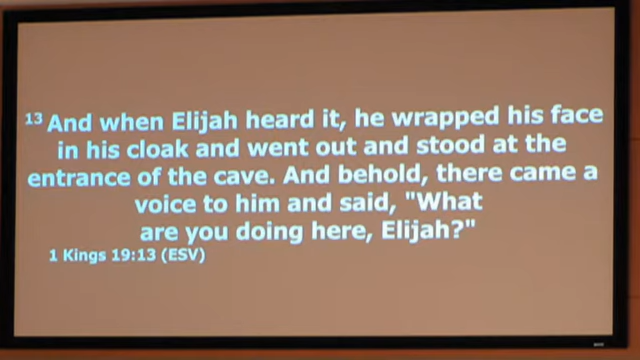 13 And when Elijah heard it, he wrapped his face
in his cloak and went out and stood at the
entrance of the cave. And behold, there came a
voice to him and said, "What
are you doing here, Elijah?"
1 Kings 19:13 (ESV)